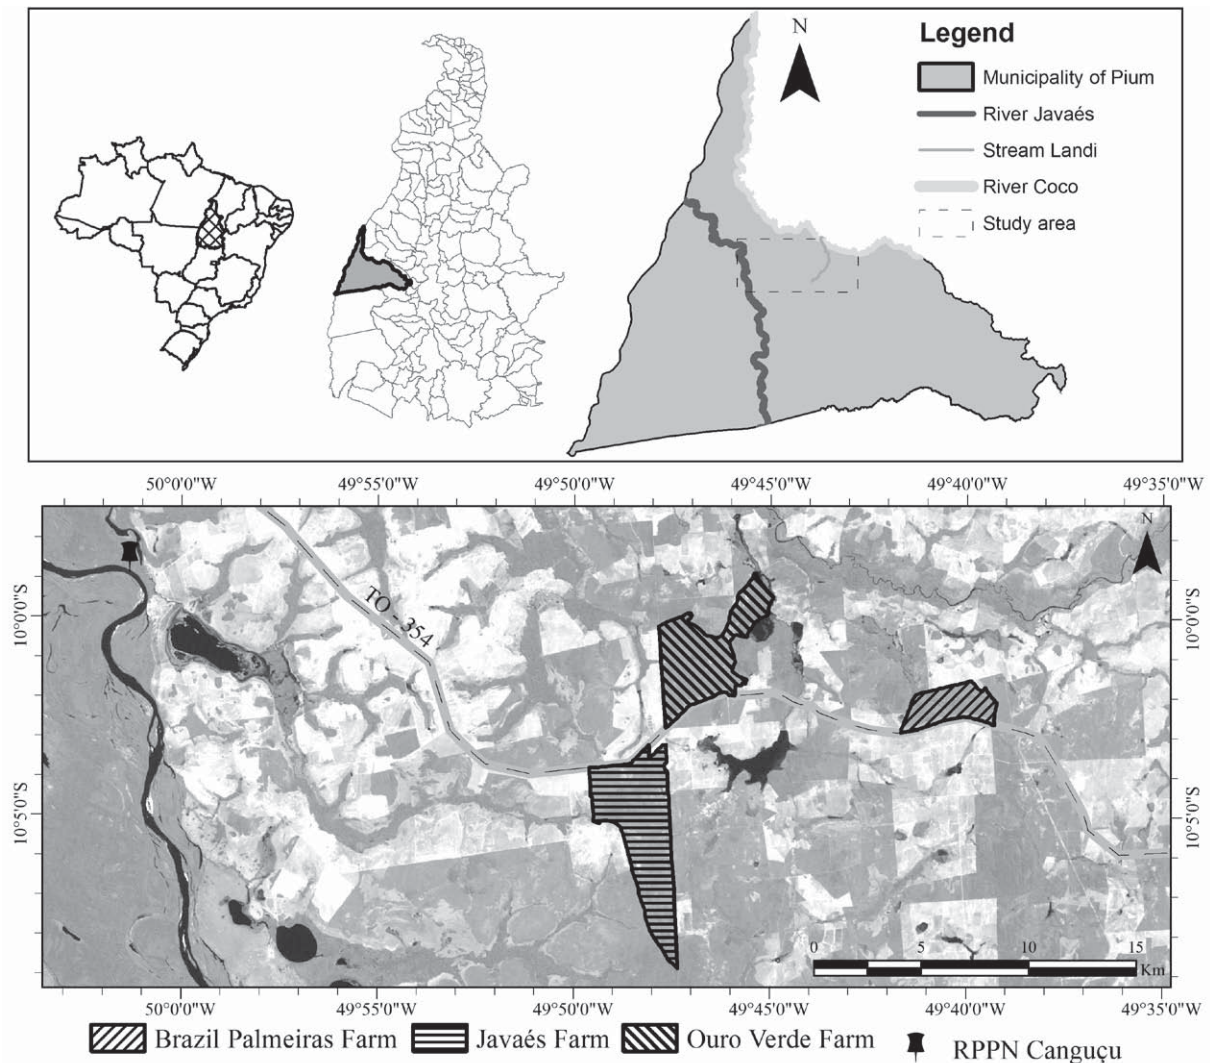 N
Legend
Municipality of Pium
River Javaés
Stream Landi
River Coco
Study area
50°0'0"W 49°55'0"W 49°50'0"W 49°45'0"W 49°40'0"W 49°35'0"W
N
TO - 354
10°0'0"S 10°0'0"S
10°5'0"S 10°5'0"S
0 5 10 15
Km
50°0'0"W 49°55'0"W 49°50'0"W 49°45'0"W 49°40'0"W 49°35'0"W
Brazil Palmeiras Farm Javaés Farm Ouro Verde Farm RPPN Canguçu